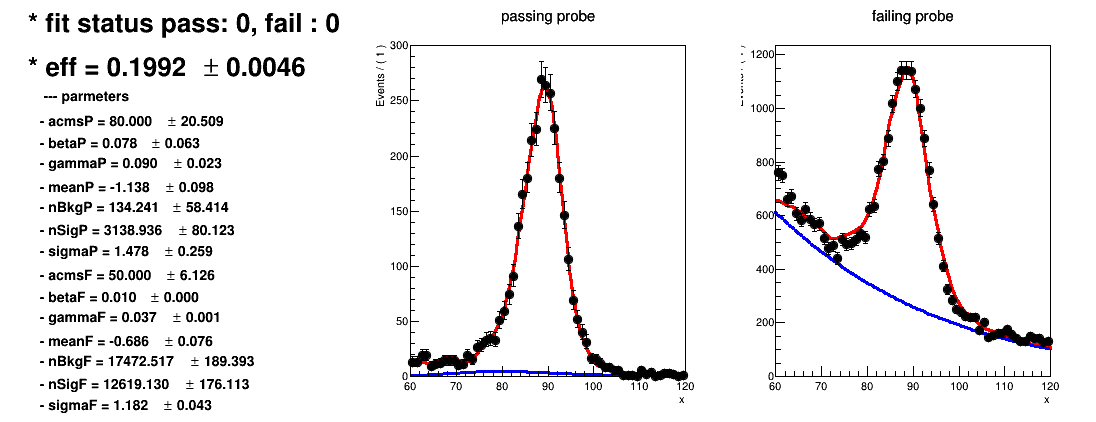 * fit status pass: 0, fail : 0
* eff = 0.1992 ± 0.0046
--- parmeters
- acmsP = 80.000 ± 20.509
- betaP = 0.078 ± 0.063
- gammaP = 0.090 ± 0.023
- meanP = -1.138 ± 0.098
- nBkgP = 134.241 ± 58.414
- nSigP = 3138.936 ± 80.123
- sigmaP = 1.478 ± 0.259
- acmsF = 50.000 ± 6.126
- betaF = 0.010 ± 0.000
- gammaF = 0.037 ± 0.001
- meanF = -0.686 ± 0.076
- nBkgF = 17472.517 ± 189.393
- nSigF = 12619.130 ± 176.113
- sigmaF = 1.182 ± 0.043
passing probe
Events / ( 1 )
300
250
200
150
100
50
0
60 70 80 90 100 110 120
x
failing probe
1200
1000
800
600
400
200
0
60 70 80 90 100 110 120
x